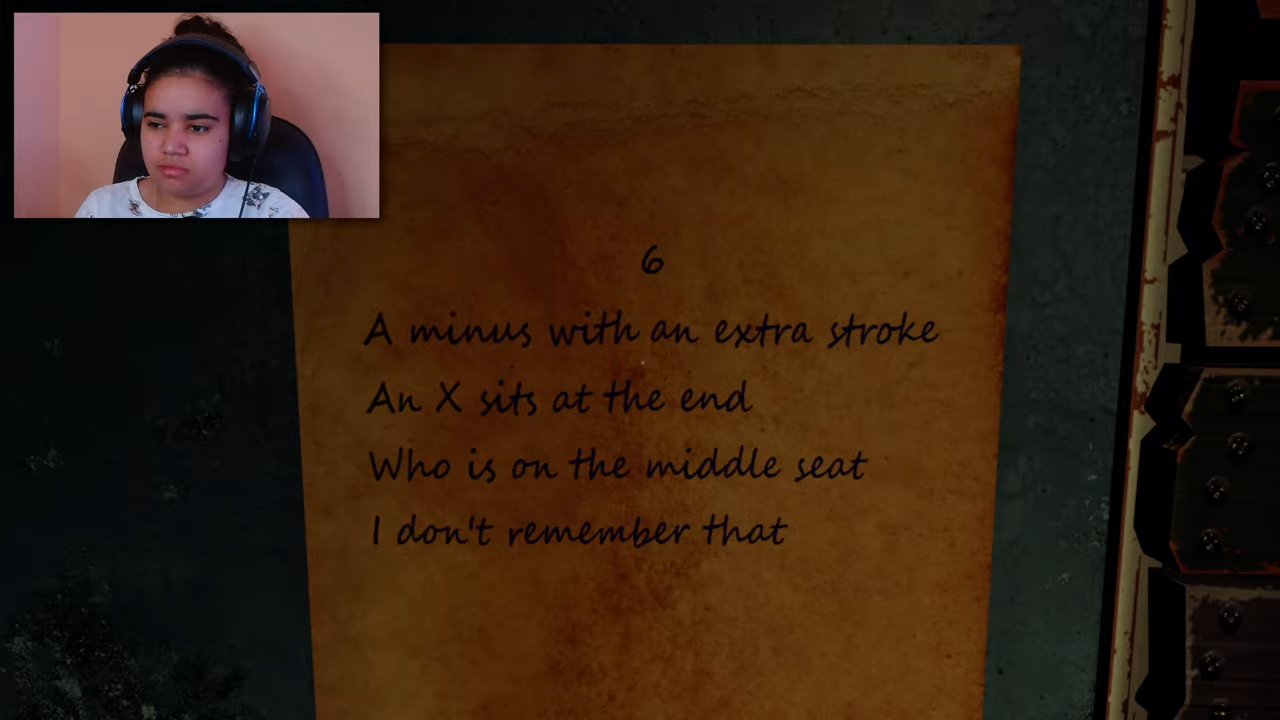 6
A minus with an extra stroke
An X sits at the end
Who is on the middle seat
I don't remember that